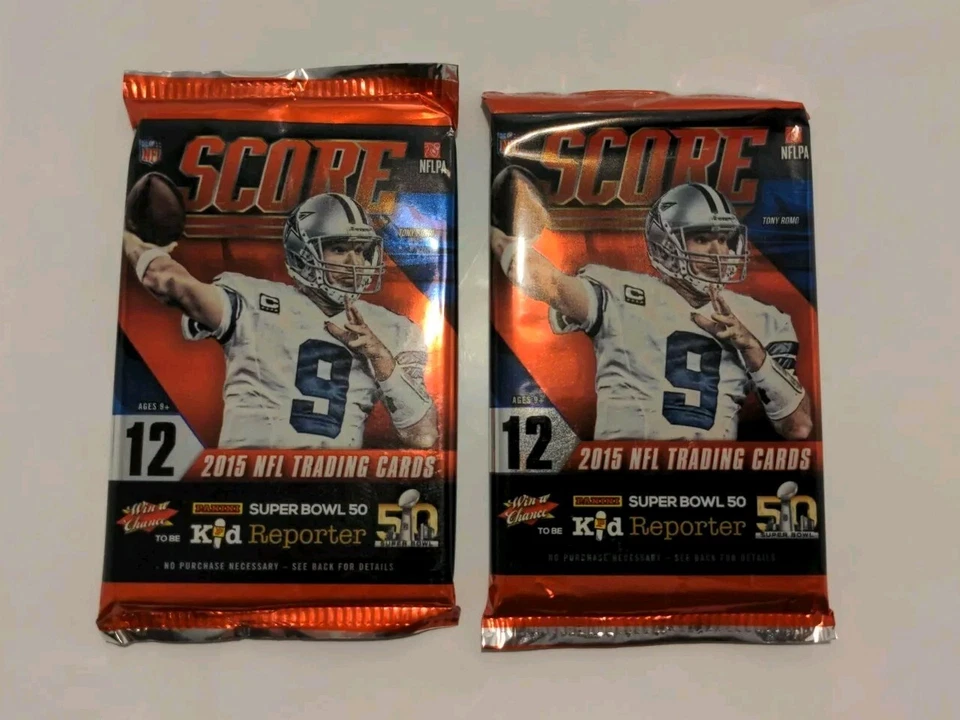 SCORE
NFL
NFLPA
TONY ROMO
C
9
AGES 9+
12
2015 NFL TRADING CARDS
Win a
Chance
TO BE
PANINI
SUPER BOWL 50
Kid Reporter
50
SUPER BOWL
NO PURCHASE NECESSARY – SEE BACK FOR DETAILS
SCORE
NFLPA
TONY ROMO
C
9
AGES 9+
12
2015 NFL TRADING CARDS
Win a
Chance
TO BE
PANINI
SUPER BOWL 50
Kid Reporter
50
SUPER BOWL
NO PURCHASE NECESSARY – SEE BACK FOR DETAILS